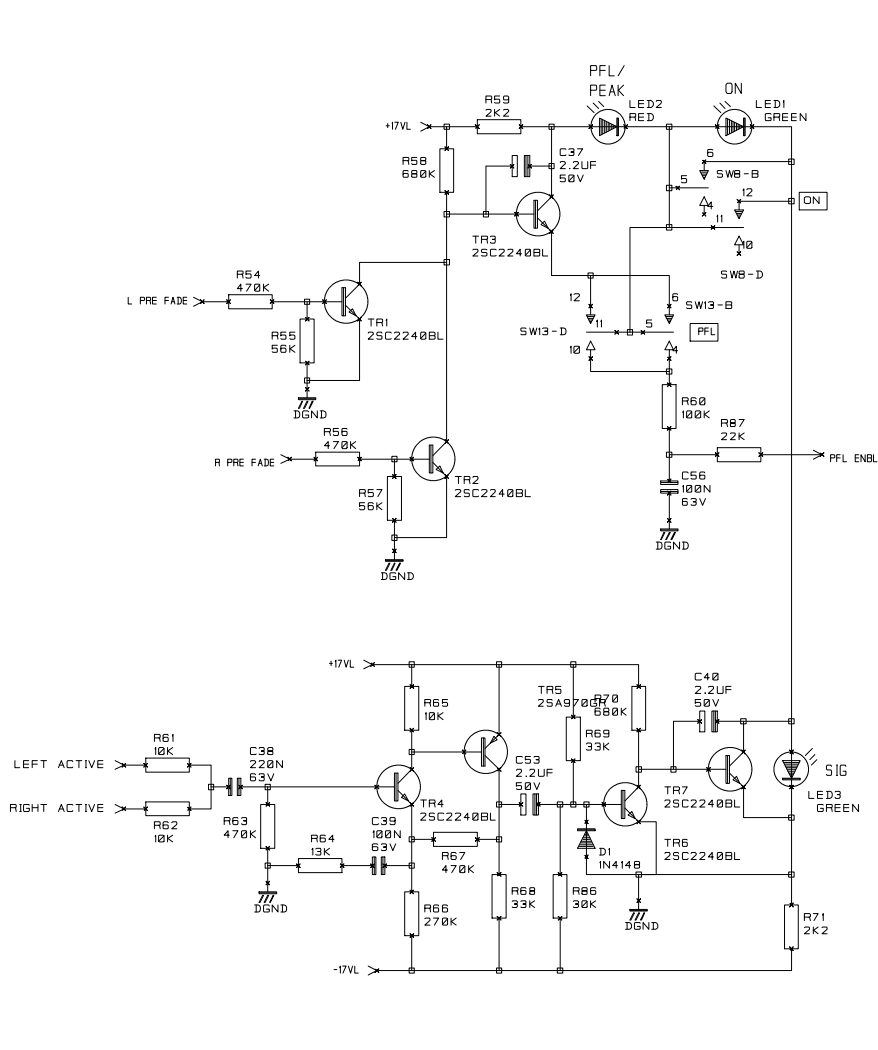 PFL/
PEAK
ON
R59
2K2
LED2
RED
LED1
GREEN
+17VL
R58
680K
C37
2.2UF
50V
6
SW8-B
5
12
4
ON
11
10
TR3
2SC2240BL
SW8-D
R54
470K
L PRE FADE
12
6
SW13-B
TR1
2SC2240BL
SW13-D
11
5
PFL
R55
56K
10
4
DGND
R60
100K
R56
470K
R87
22K
R PRE FADE
PFL ENBL
TR2
2SC2240BL
C56
100N
63V
R57
56K
DGND
DGND
+17VL
C40
2.2UF
50V
TR5
2SA970GR
R70
680K
R65
10K
R69
33K
R61
10K
C38
220N
63V
C53
2.2UF
50V
LEFT ACTIVE
SIG
TR7
2SC2240BL
LED3
GREEN
RIGHT ACTIVE
R62
10K
R63
470K
C39
100N
63V
TR4
2SC2240BL
R64
13K
R67
470K
D1
1N4148
TR6
2SC2240BL
DGND
R66
270K
R68
33K
R86
30K
DGND
R71
2K2
-17VL